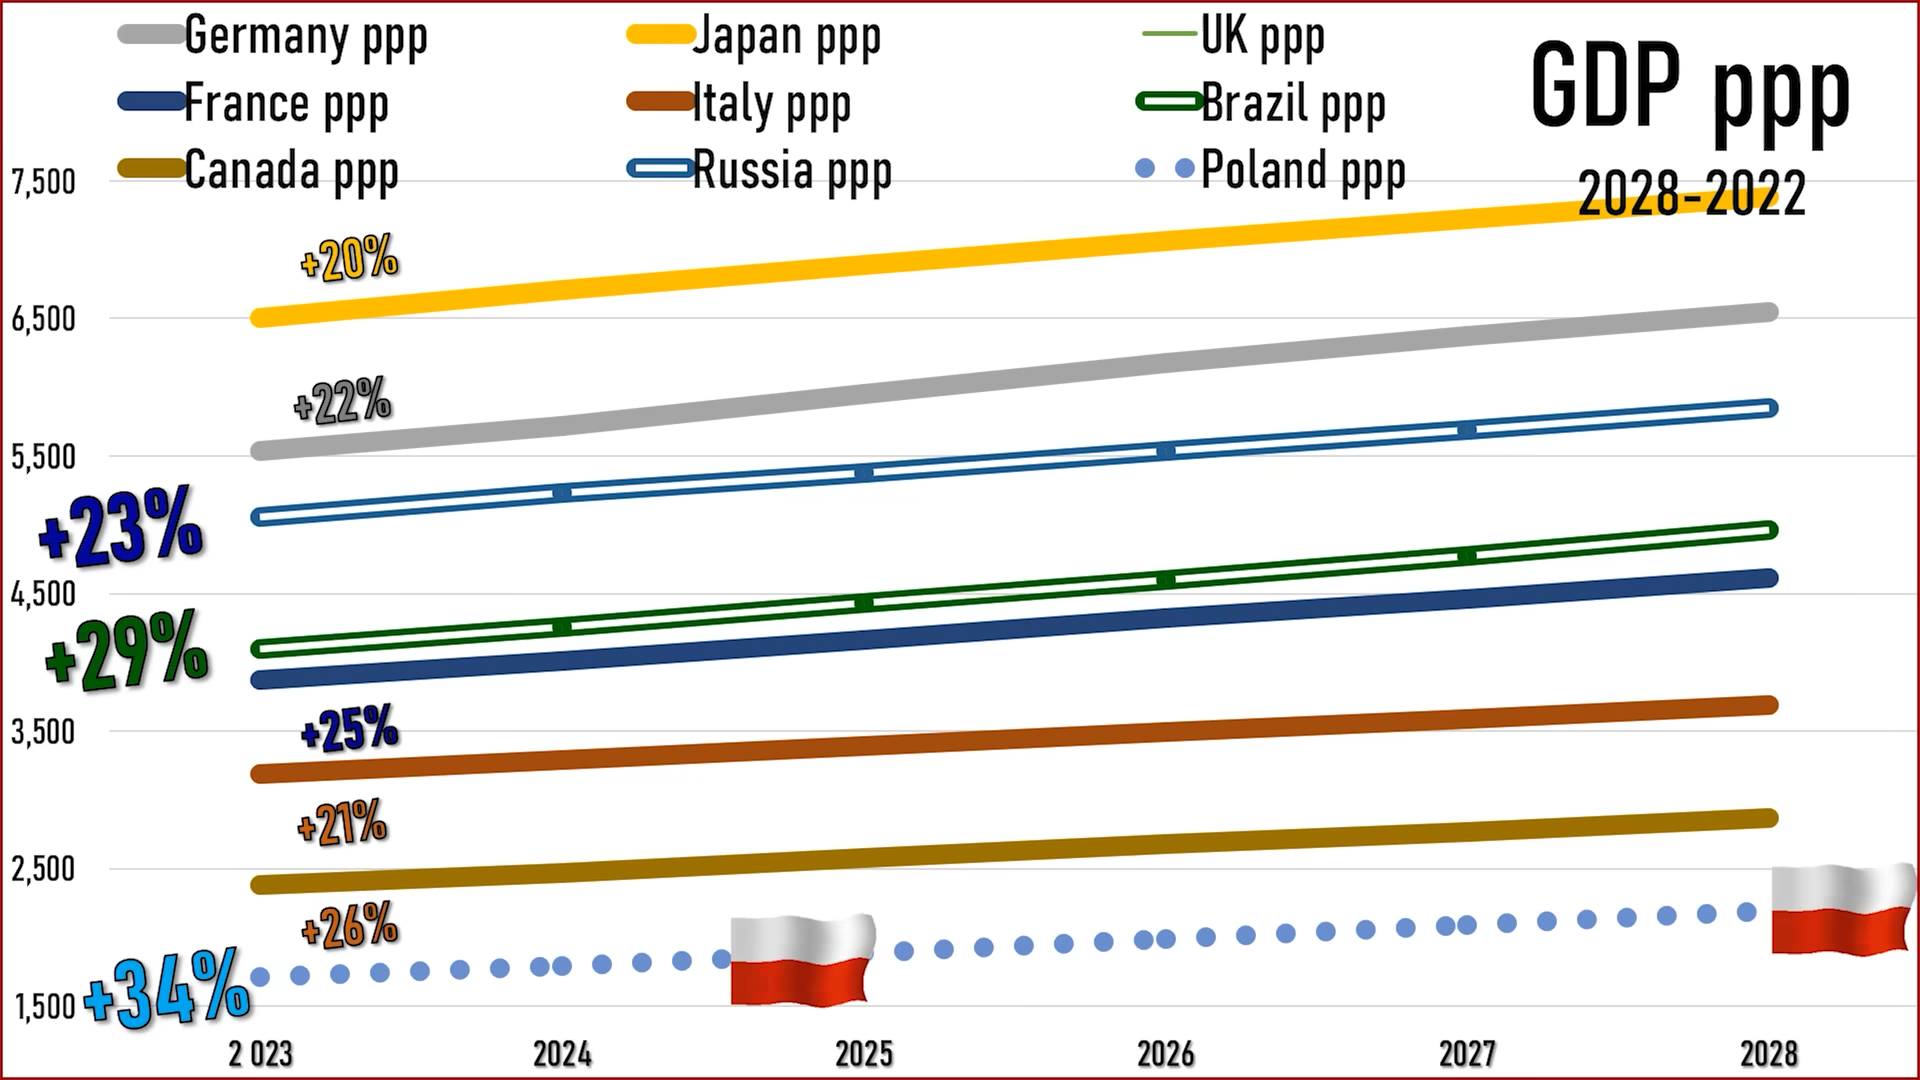 Germany ppp
Japan ppp
UK ppp
France ppp
Italy ppp
Brazil ppp
Canada ppp
Russia ppp
Poland ppp
GDP ppp
2028-2022
7,500
6,500
5,500
4,500
3,500
2,500
1,500
+20%
+22%
+23%
+29%
+25%
+21%
+26%
+34%
2 023
2024
2025
2026
2027
2028